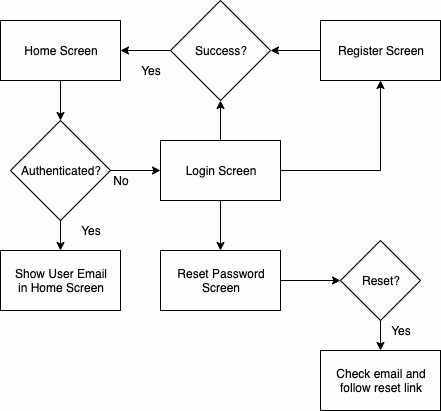 Home Screen
Success?
Register Screen
Yes
Authenticated?
No
Login Screen
Yes
Show User Email
in Home Screen
Reset Password
Screen
Reset?
Yes
Check email and
follow reset link